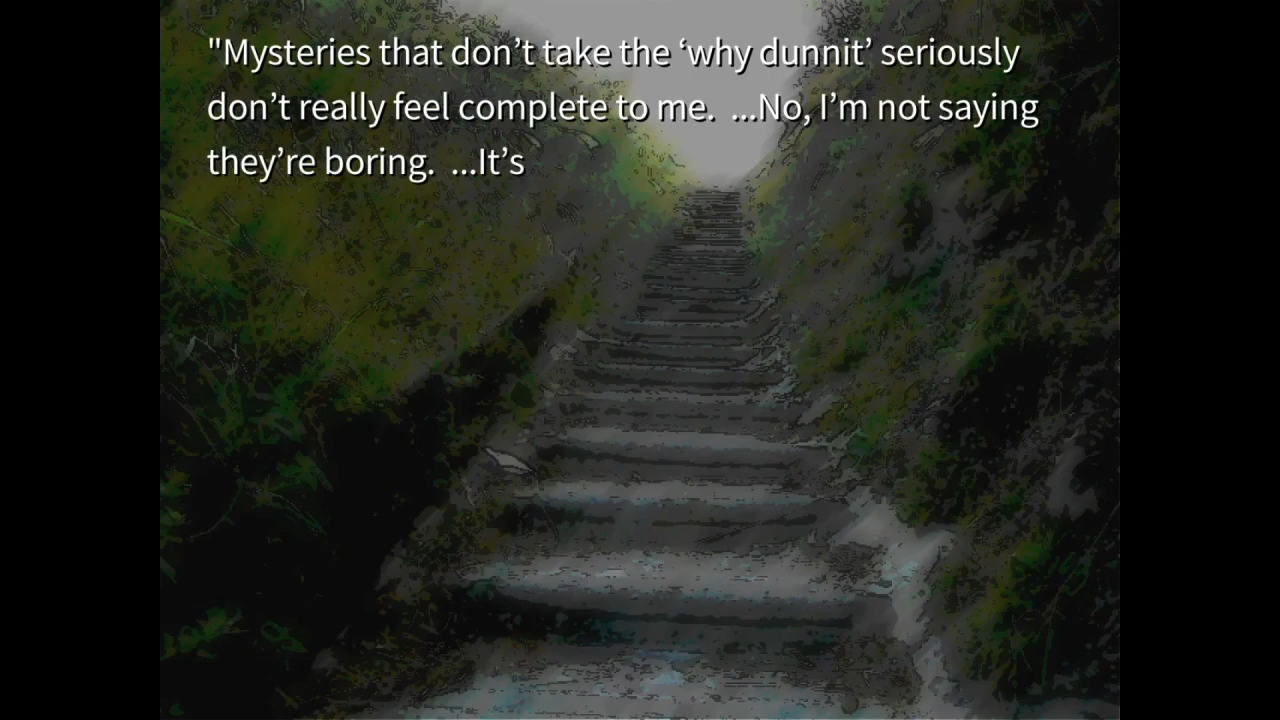 "Mysteries that don’t take the ‘why dunnit’ seriously
don’t really feel complete to me.  ...No, I’m not saying
they’re boring.  ...It’s